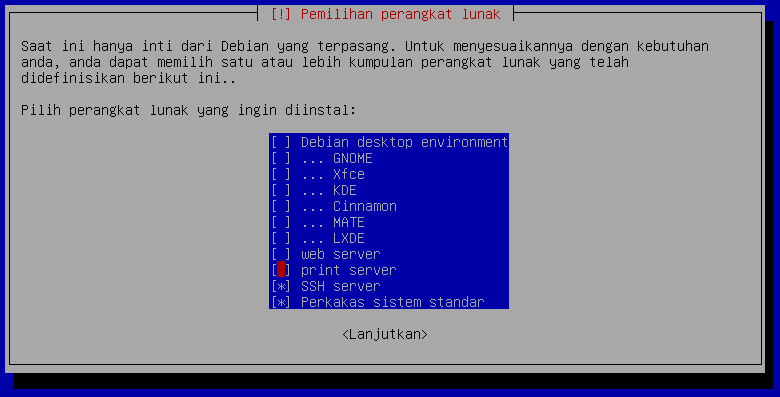 [!] Pemilihan perangkat lunak
Saat ini hanya inti dari Debian yang terpasang. Untuk menyesuaikannya dengan kebutuhan
anda, anda dapat memilih satu atau lebih kumpulan perangkat lunak yang telah
didefinisikan berikut ini..
Pilih perangkat lunak yang ingin diinstal:
[ ] Debian desktop environment
[ ] ... GNOME
[ ] ... Xfce
[ ] ... KDE
[ ] ... Cinnamon
[ ] ... MATE
[ ] ... LXDE
[ ] web server
[ ] print server
[*] SSH server
[*] Perkakas sistem standar
<Lanjutkan>